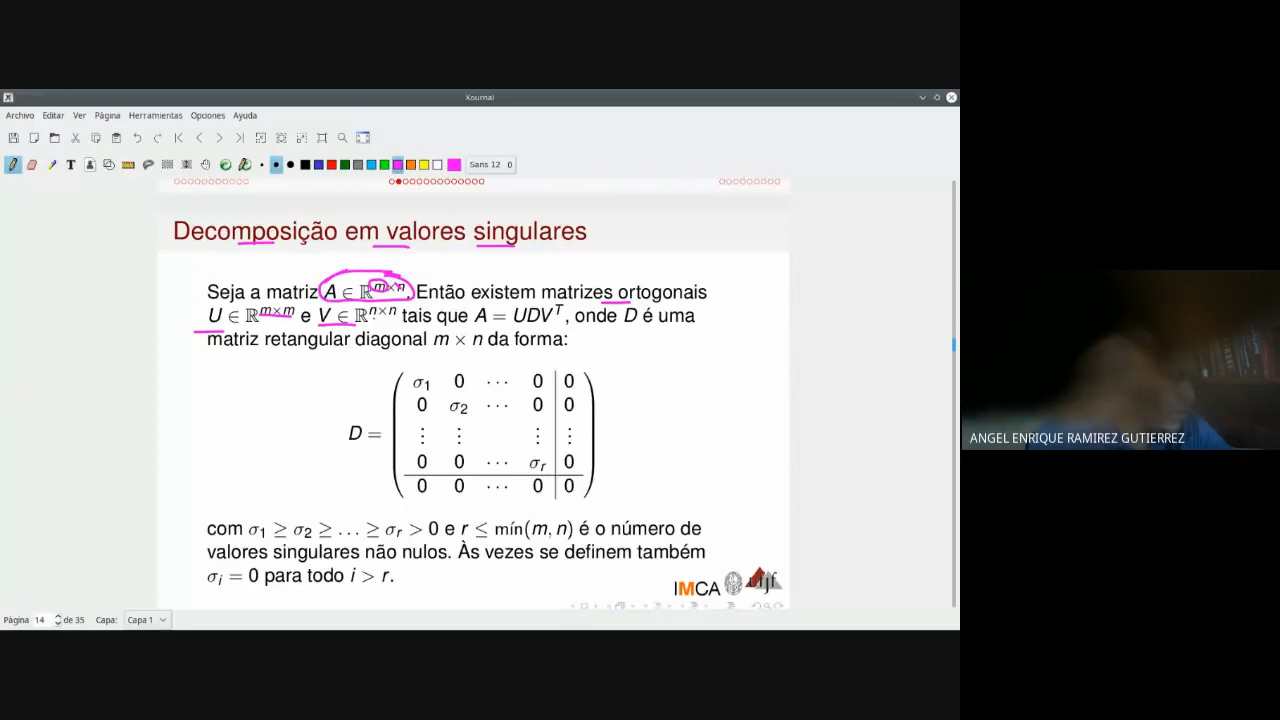 Xournal
Archivo Editar Ver Página Herramientas Opciones Ayuda
Sans 12
Decomposição em valores singulares
Seja a matriz A ∈ ℝ^{m×n}. Então existem matrizes ortogonais
U ∈ ℝ^{m×m} e V ∈ ℝ^{n×n} tais que A = UDV^T, onde D é uma
matriz retangular diagonal m × n da forma:
σ₁ 0 ⋯ 0 0
0 σ₂ ⋯ 0 0
D = ⋮ ⋮ ⋮ ⋮
0 0 ⋯ σᵣ 0
0 0 ⋯ 0 0
com σ₁ ≥ σ₂ ≥ … ≥ σᵣ > 0 e r ≤ mín(m, n) é o número de
valores singulares não nulos. Às vezes se definem também
σᵢ = 0 para todo i > r.
IMCA ufjf
Página 14 de 35 Capa: Capa 1
ANGEL ENRIQUE RAMIREZ GUTIERREZ